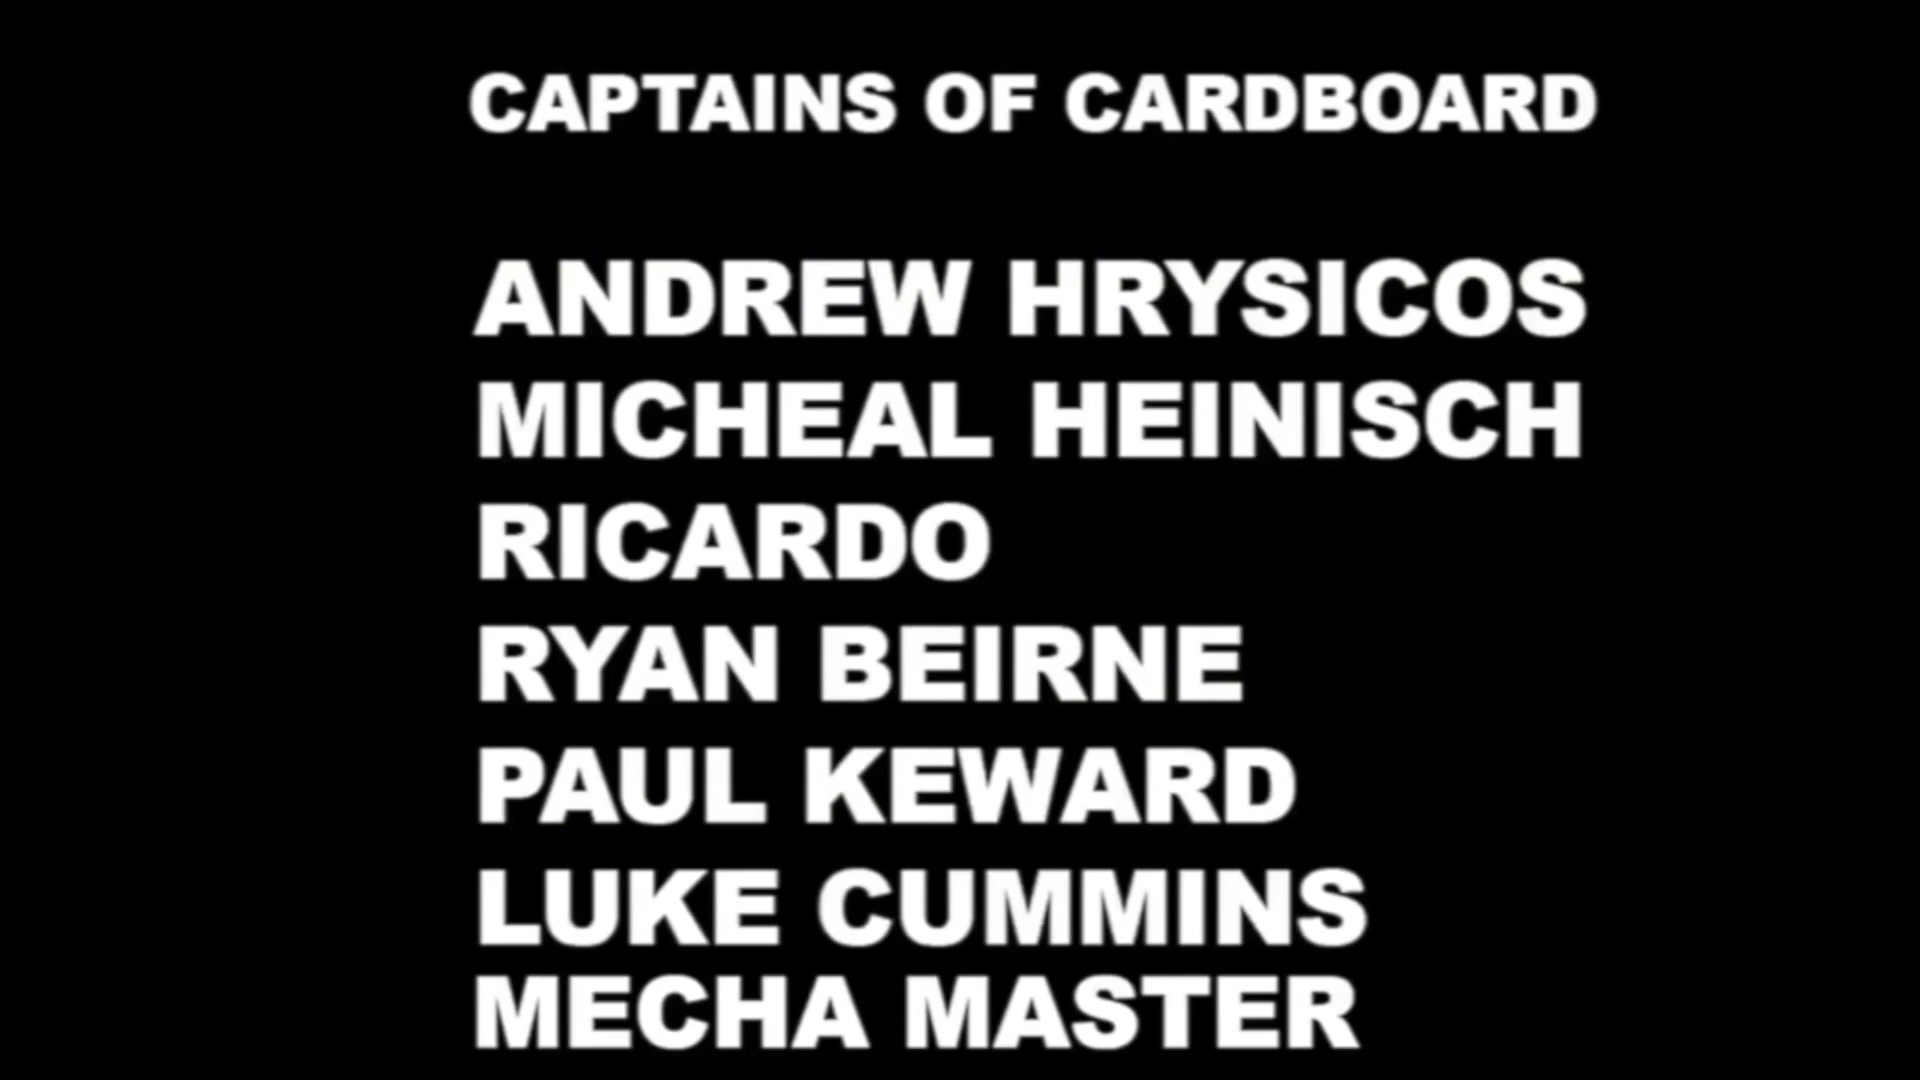 CAPTAINS OF CARDBOARD
ANDREW HRYSICOS
MICHEAL HEINISCH
RICARDO
RYAN BEIRNE
PAUL KEWARD
LUKE CUMMINS
MECHA MASTER